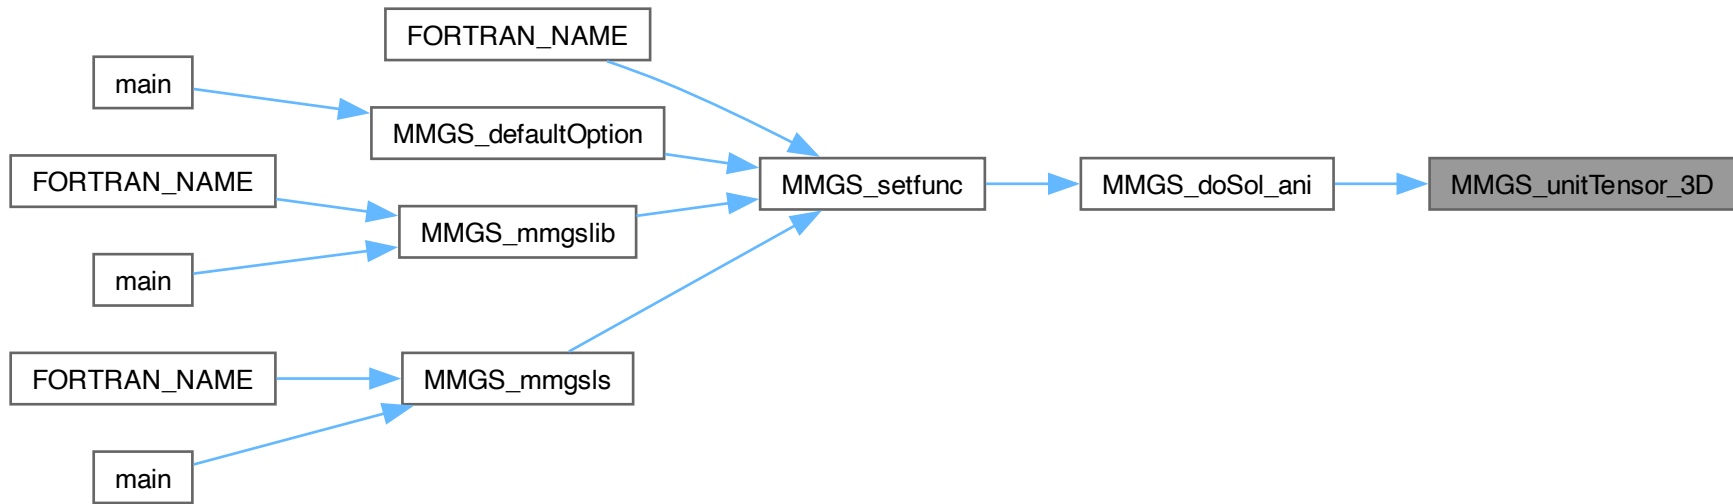 FORTRAN_NAME
main
MMGS_defaultOption
FORTRAN_NAME
MMGS_setfunc
MMGS_doSol_ani
MMGS_unitTensor_3D
MMGS_mmgslib
main
FORTRAN_NAME
MMGS_mmgsls
main